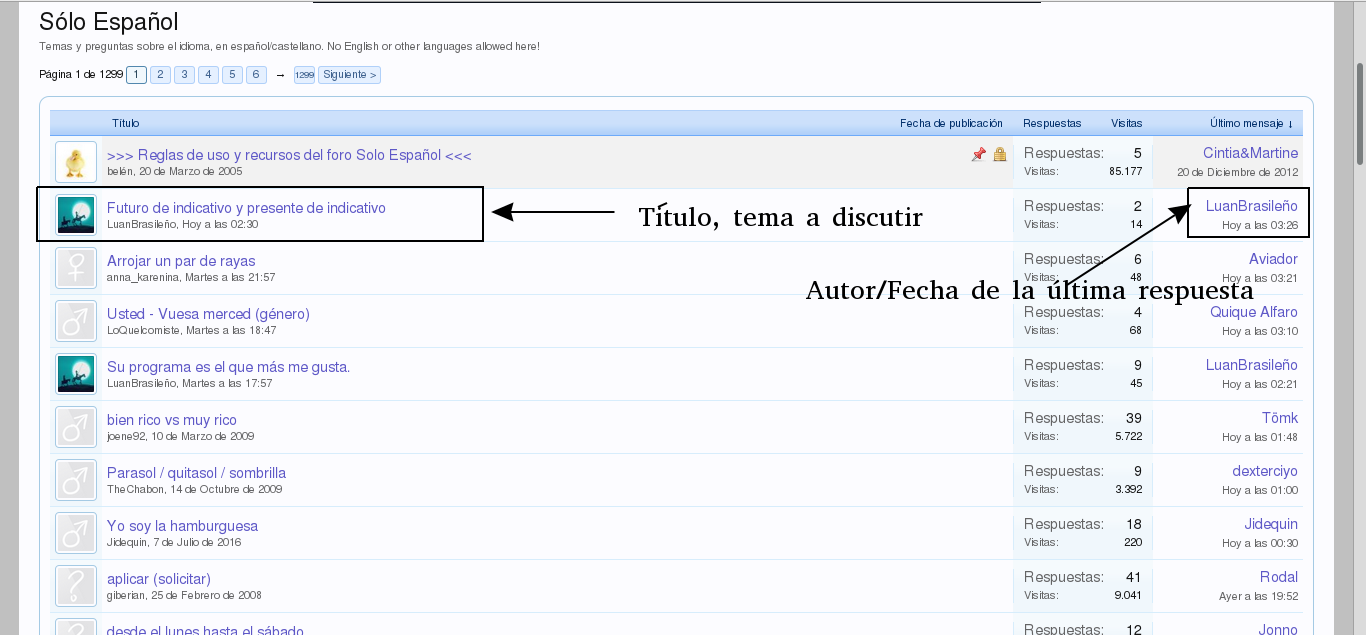 Sólo Español
Temas y preguntas sobre el idioma, en español/castellano. No English or other languages allowed here!
Página 1 de 1299 1 2 3 4 5 6 → 1299 Siguiente >
Título Fecha de publicación Respuestas Visitas Último mensaje ↓
>>> Reglas de uso y recursos del foro Solo Español <<< Respuestas: 5 Cintia&Martine
belén, 20 de Marzo de 2005 Visitas: 85.177 20 de Diciembre de 2012
Futuro de indicativo y presente de indicativo Respuestas: 2 LuanBrasileño
LuanBrasileño, Hoy a las 02:30 Visitas: 14 Hoy a las 03:26
Título, tema a discutir
Arrojar un par de rayas Respuestas: 6 Aviador
anna_karenina, Martes a las 21:57 Visitas: 48 Hoy a las 03:21
Autor/Fecha de la última respuesta
Usted - Vuesa merced (género) Respuestas: 4 Quique Alfaro
LoQuelcomiste, Martes a las 18:47 Visitas: 68 Hoy a las 03:10
Su programa es el que más me gusta. Respuestas: 9 LuanBrasileño
LuanBrasileño, Martes a las 17:57 Visitas: 45 Hoy a las 02:21
bien rico vs muy rico Respuestas: 39 Tömk
joene92, 10 de Marzo de 2009 Visitas: 5.722 Hoy a las 01:48
Parasol / quitasol / sombrilla Respuestas: 9 dexterciyo
TheChabon, 14 de Octubre de 2009 Visitas: 3.392 Hoy a las 01:00
Yo soy la hamburguesa Respuestas: 18 Jidequin
Jidequin, 7 de Julio de 2016 Visitas: 220 Hoy a las 00:30
aplicar (solicitar) Respuestas: 41 Rodal
giberian, 25 de Febrero de 2008 Visitas: 9.041 Ayer a las 19:52
desde el lunes hasta el sábado Respuestas: 12 Jonno